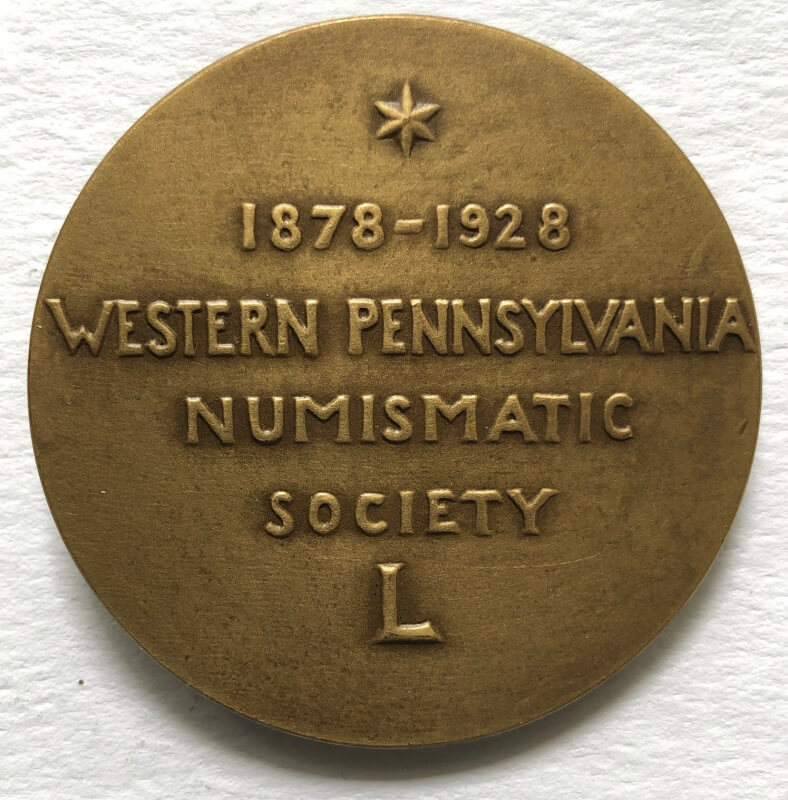 1878-1928
WESTERN PENNSYLVANIA
NUMISMATIC
SOCIETY
L